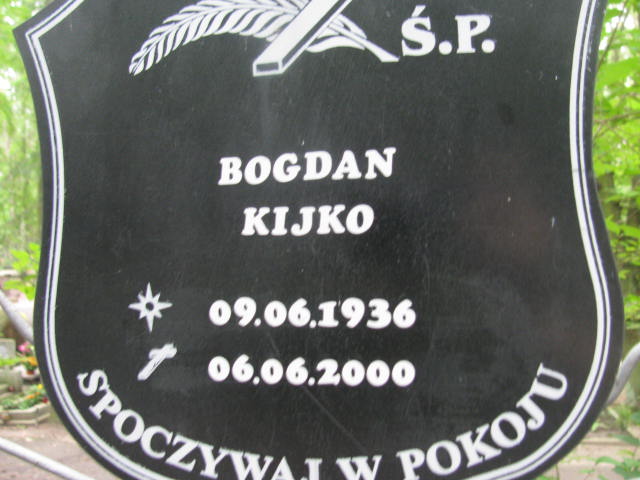 Ś.P.
BOGDAN
KIJKO
09.06.1936
06.06.2000
SPOCZYWAJ W POKOJU